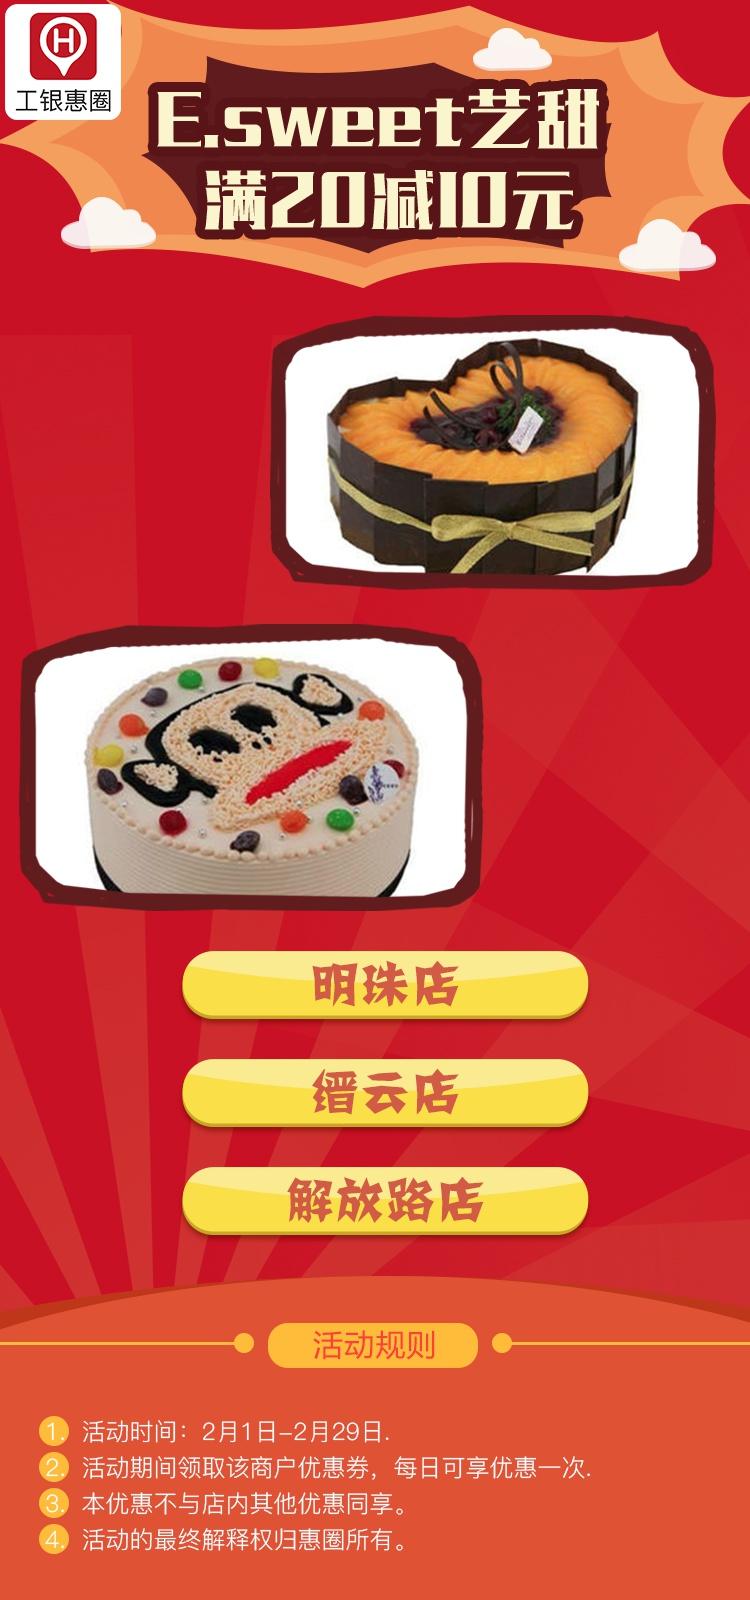 工银惠圈
E.sweet艺甜
满20减10元
明珠店
缙云店
解放路店
活动规则
1. 活动时间：2月1日-2月29日.
2. 活动期间领取该商户优惠券，每日可享优惠一次.
3. 本优惠不与店内其他优惠同享。
4. 活动的最终解释权归惠圈所有。